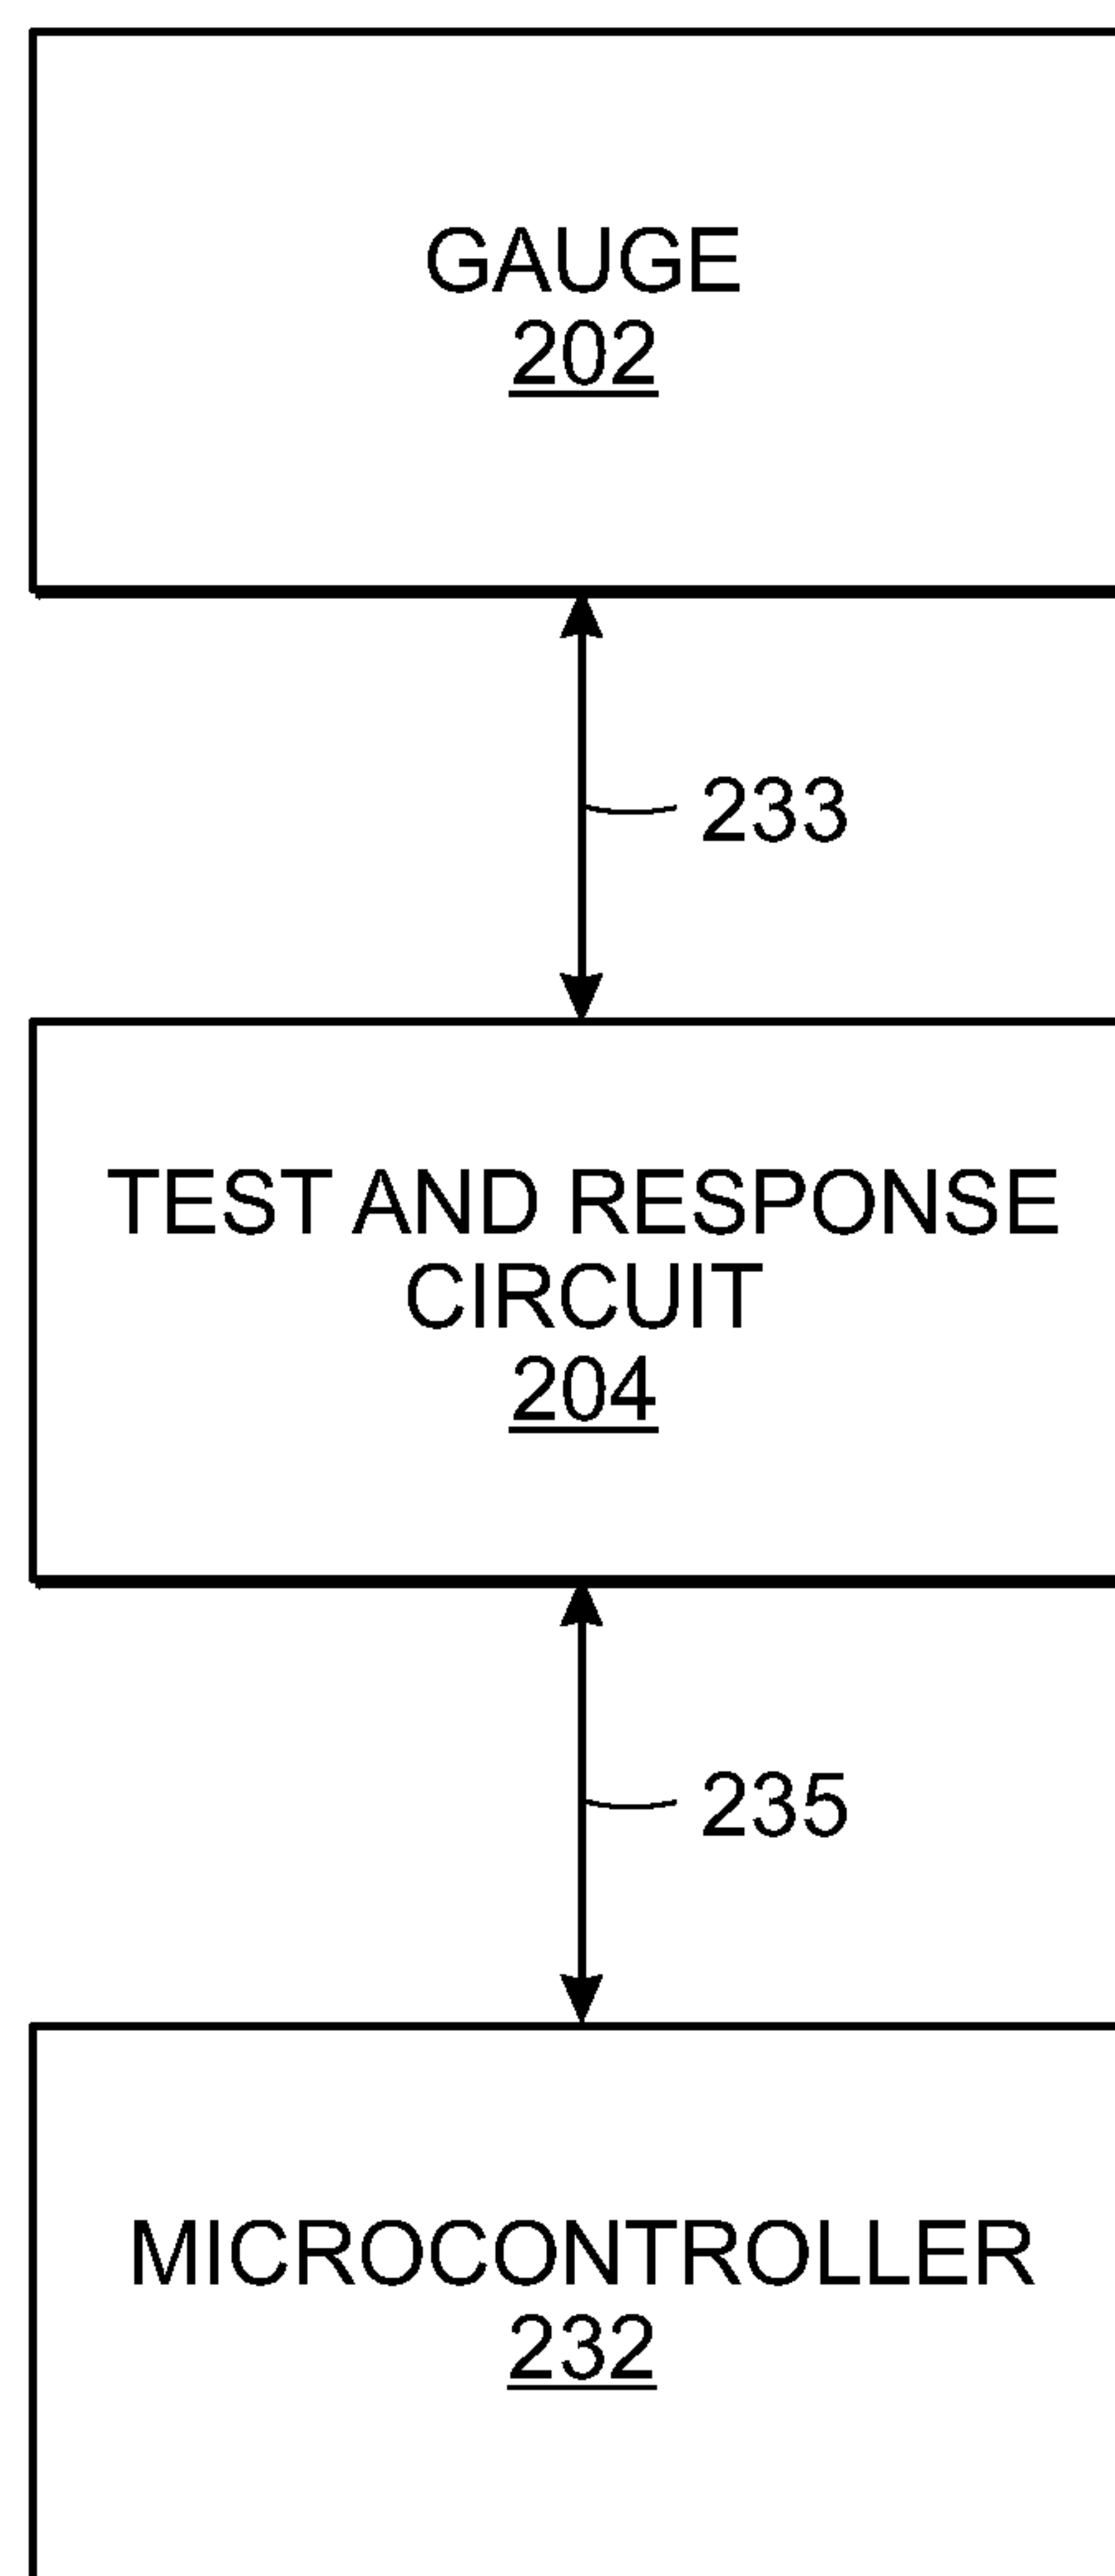 GAUGE
202
233
TEST AND RESPONSE
CIRCUIT
204
235
MICROCONTROLLER
232